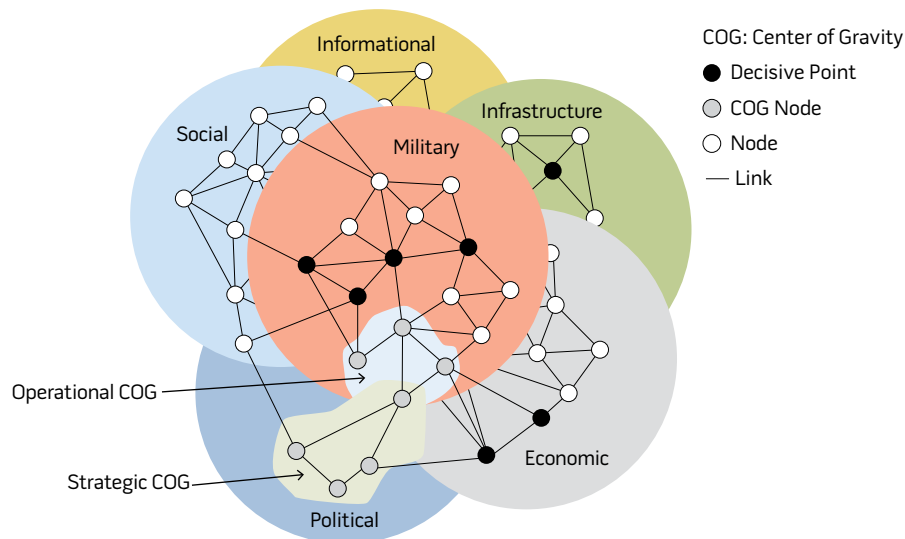 Informational
COG: Center of Gravity
Decisive Point
COG Node
Node
Link
Infrastructure
Social
Military
Operational COG
Economic
Strategic COG
Political